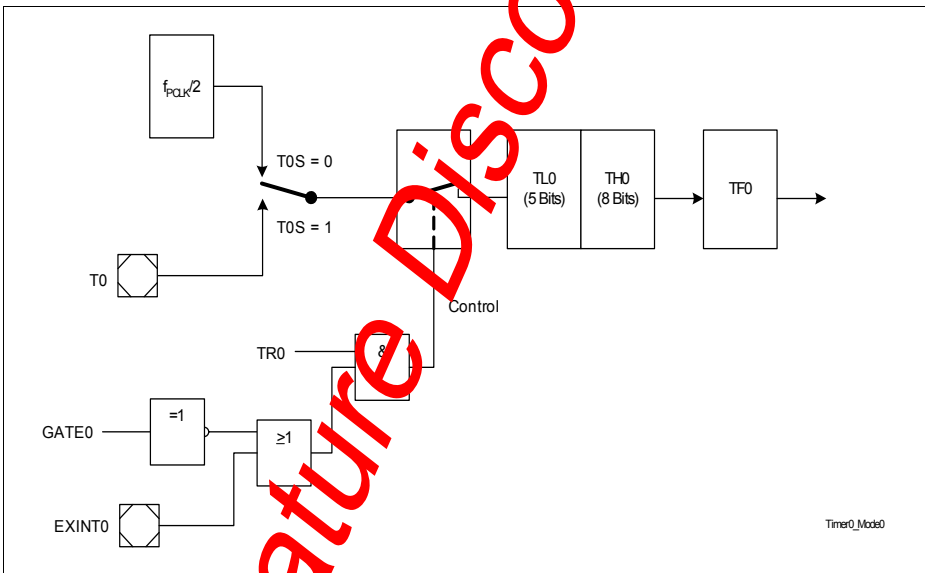 fPCLK/2
T0S = 0
T0S = 1
T0
TL0
(5 Bits)
TH0
(8 Bits)
TF0
Control
TR0
&
=1
GATE0
≥1
EXINT0
Timer0_Mode0
ature Disco